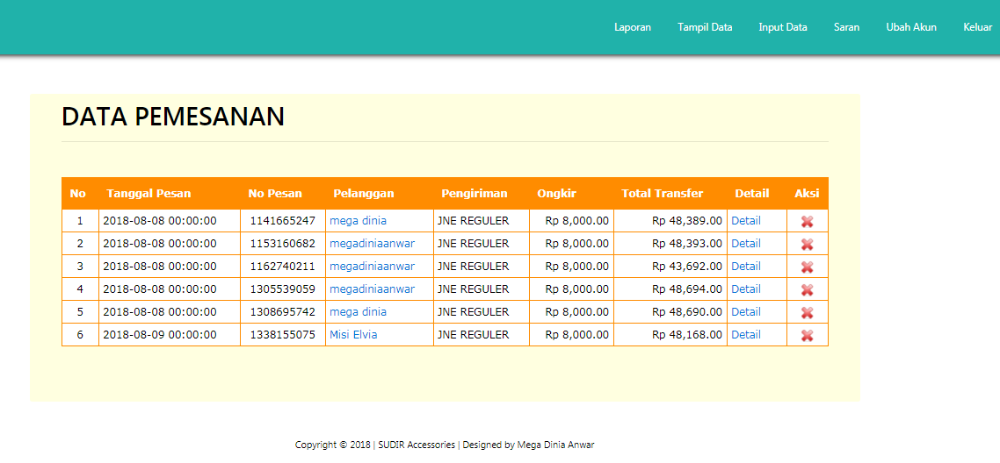 Laporan Tampil Data Input Data Saran Ubah Akun Keluar
DATA PEMESANAN
No Tanggal Pesan No Pesan Pelanggan Pengiriman Ongkir Total Transfer Detail Aksi
1 2018-08-08 00:00:00 1141665247 mega dinia JNE REGULER Rp 8,000.00 Rp 48,389.00 Detail
2 2018-08-08 00:00:00 1153160682 megadiniaanwar JNE REGULER Rp 8,000.00 Rp 48,393.00 Detail
3 2018-08-08 00:00:00 1162740211 megadiniaanwar JNE REGULER Rp 8,000.00 Rp 43,692.00 Detail
4 2018-08-08 00:00:00 1305539059 megadiniaanwar JNE REGULER Rp 8,000.00 Rp 48,694.00 Detail
5 2018-08-08 00:00:00 1308695742 mega dinia JNE REGULER Rp 8,000.00 Rp 48,690.00 Detail
6 2018-08-09 00:00:00 1338155075 Misi Elvia JNE REGULER Rp 8,000.00 Rp 48,168.00 Detail
Copyright © 2018 | SUDIR Accessories | Designed by Mega Dinia Anwar